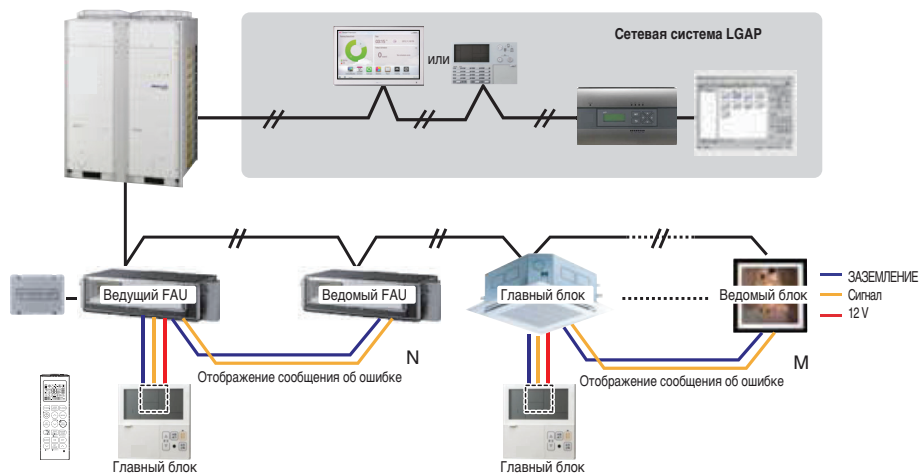 Сетевая система LGAP
или
Ведущий FAU
Ведомый FAU
Главный блок
Ведомый блок
ЗАЗЕМЛЕНИЕ
Сигнал
12 V
N
M
Отображение сообщения об ошибке
Отображение сообщения об ошибке
Главный блок
Главный блок